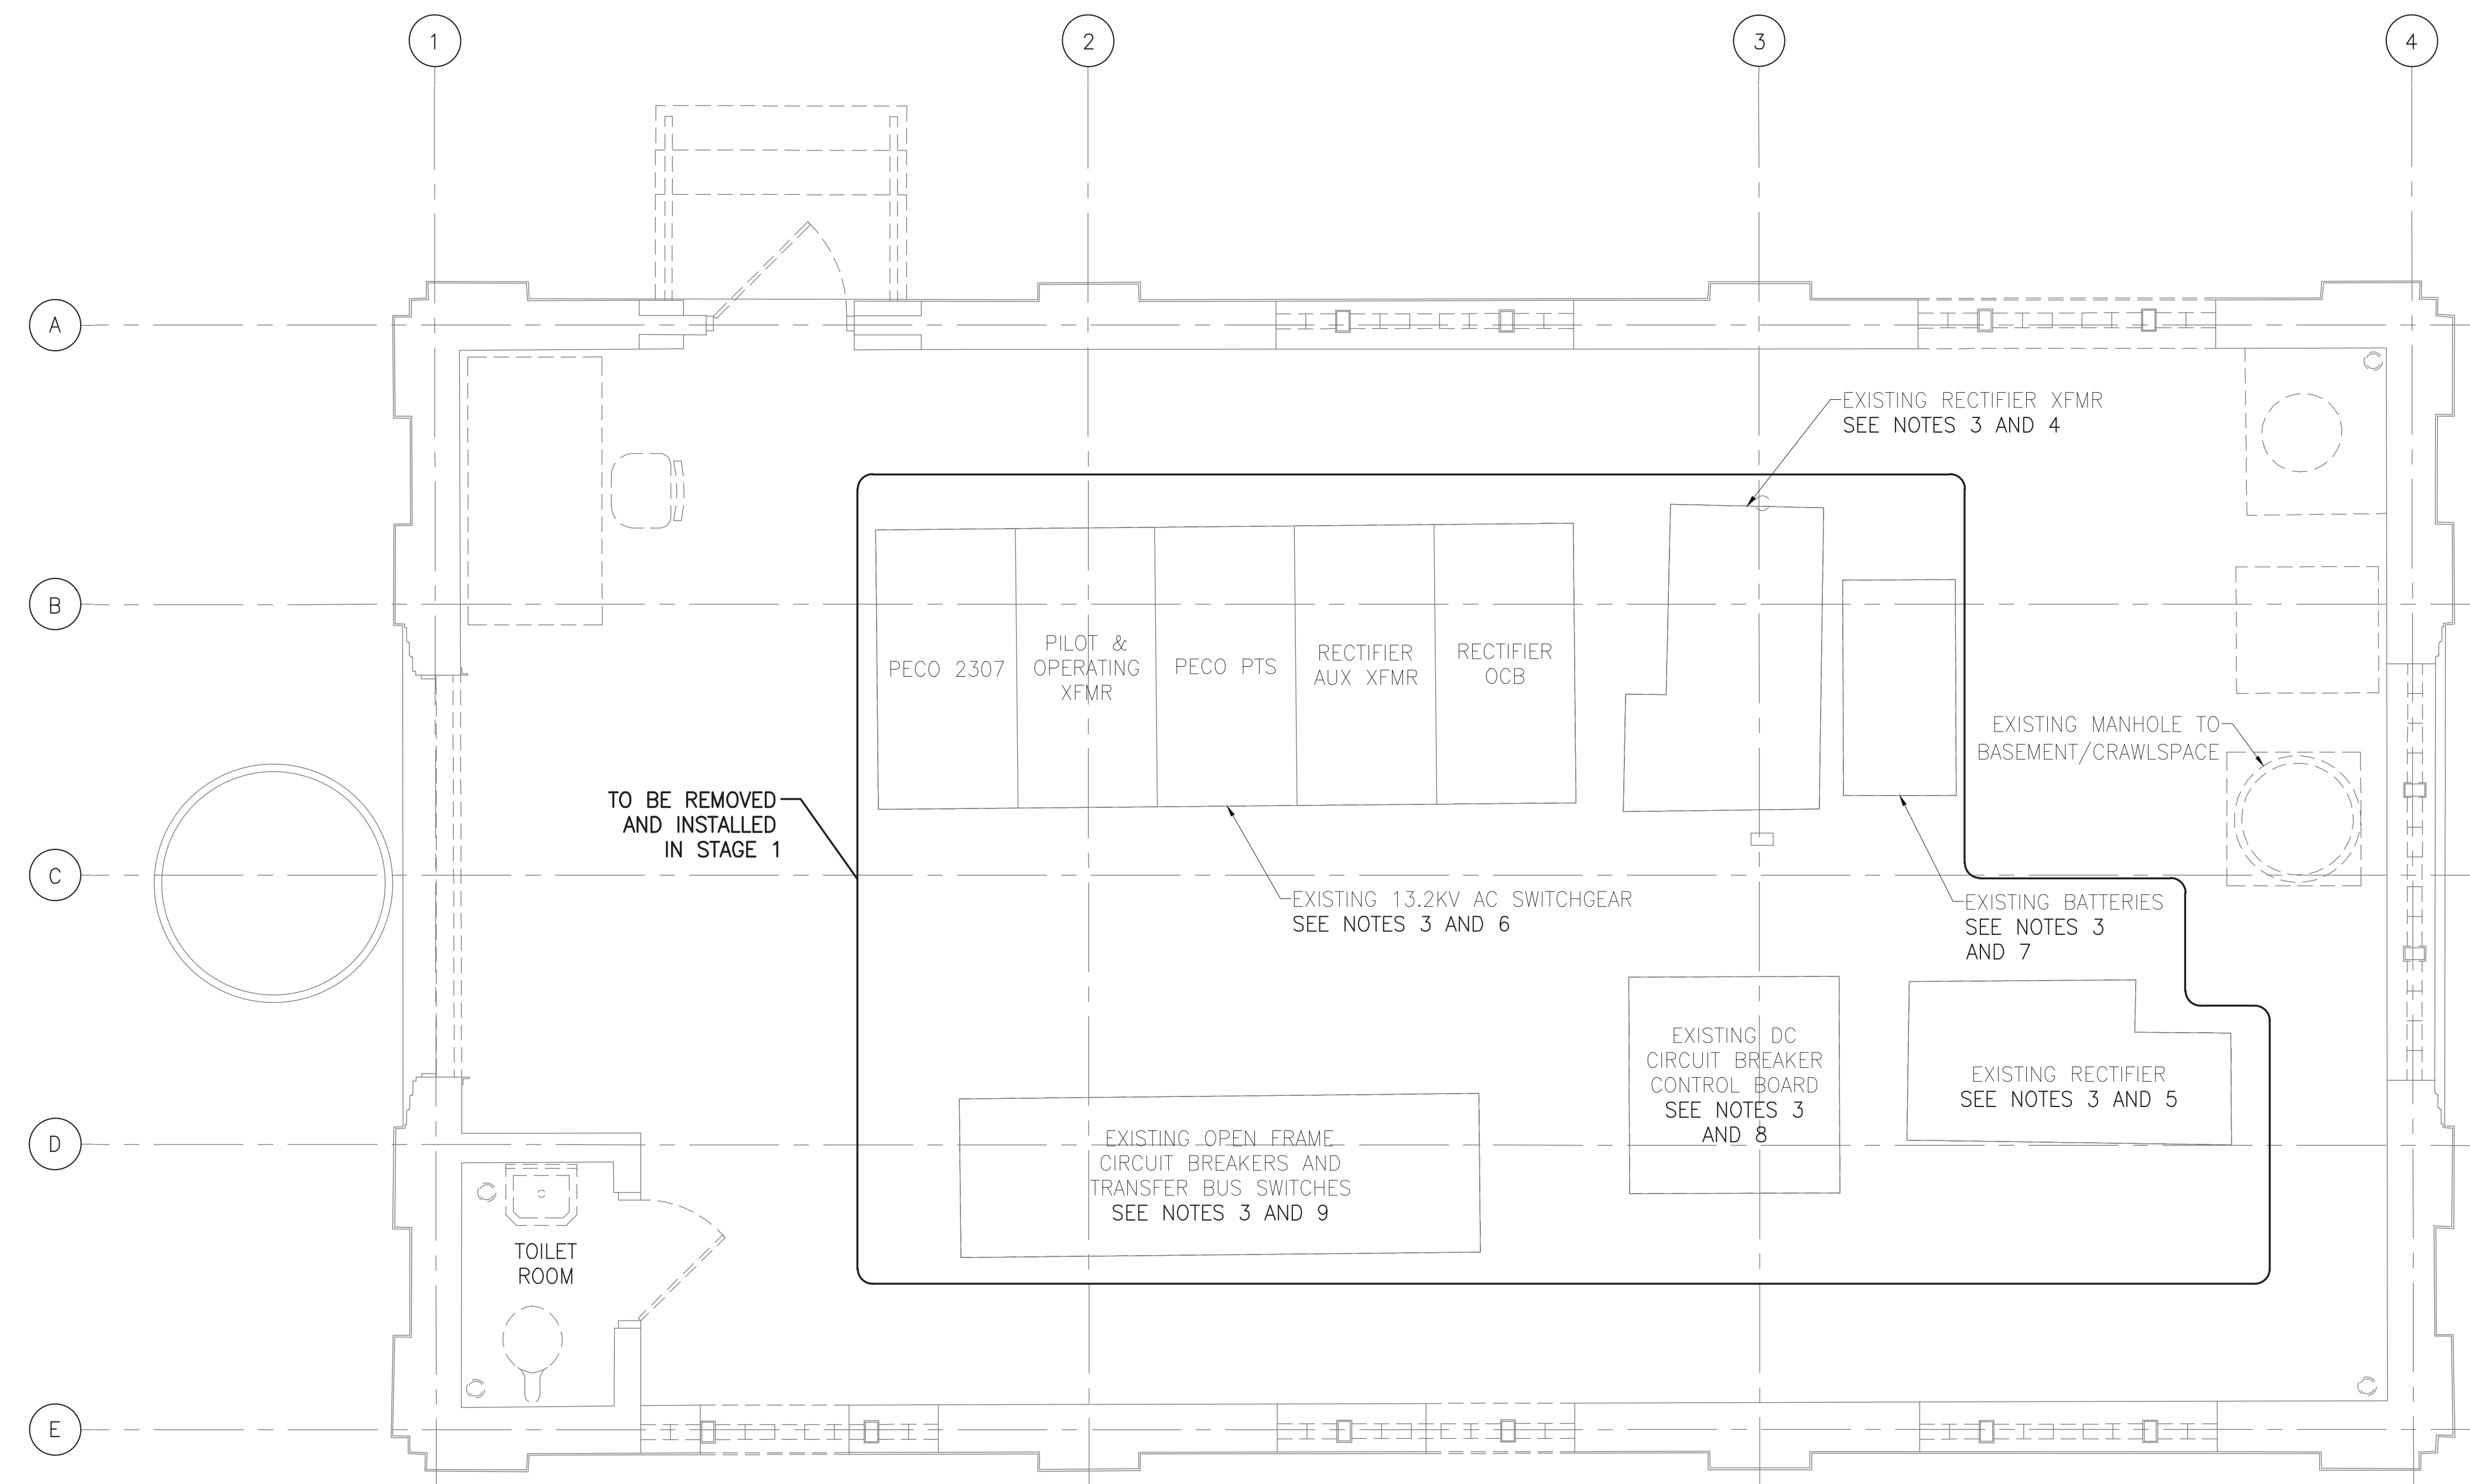 1
2
3
4
A
EXISTING RECTIFIER XFMR
SEE NOTES 3 AND 4
B
PECO 2307
PILOT &
OPERATING
XFMR
PECO PTS
RECTIFIER
AUX XFMR
RECTIFIER
OCB
EXISTING MANHOLE TO
BASEMENT/CRAWLSPACE
TO BE REMOVED
AND INSTALLED
IN STAGE 1
C
EXISTING 13.2KV AC SWITCHGEAR
SEE NOTES 3 AND 6
EXISTING BATTERIES
SEE NOTES 3
AND 7
EXISTING DC
CIRCUIT BREAKER
CONTROL BOARD
SEE NOTES 3
AND 8
EXISTING RECTIFIER
SEE NOTES 3 AND 5
D
EXISTING OPEN FRAME
CIRCUIT BREAKERS AND
TRANSFER BUS SWITCHES
SEE NOTES 3 AND 9
TOILET
ROOM
E